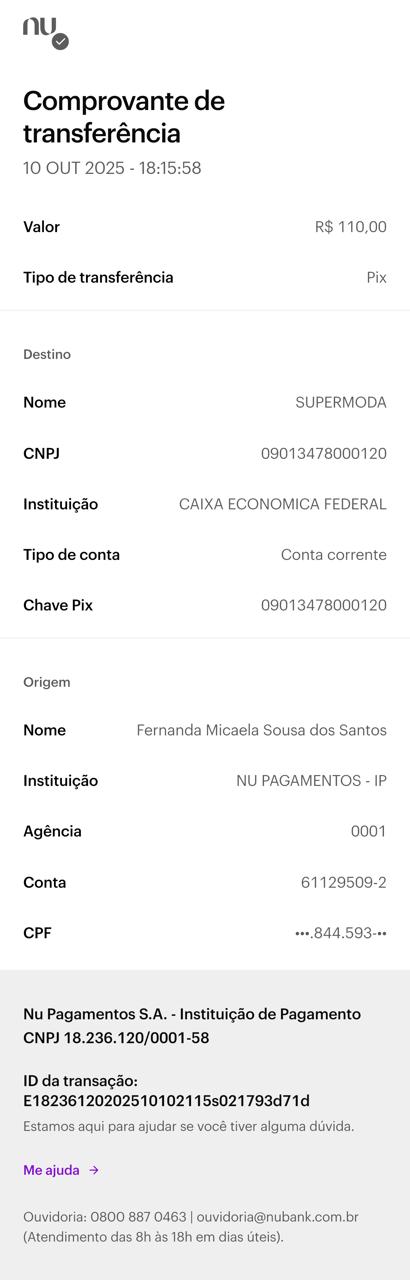 nu
Comprovante de
transferência
10 OUT 2025 - 18:15:58
Valor R$ 110,00
Tipo de transferência Pix
Destino
Nome SUPERMODA
CNPJ 09013478000120
Instituição CAIXA ECONOMICA FEDERAL
Tipo de conta Conta corrente
Chave Pix 09013478000120
Origem
Nome Fernanda Micaela Sousa dos Santos
Instituição NU PAGAMENTOS - IP
Agência 0001
Conta 61129509-2
CPF •••.844.593-••
Nu Pagamentos S.A. - Instituição de Pagamento
CNPJ 18.236.120/0001-58
ID da transação:
E18236120202510102115s021793d71d
Estamos aqui para ajudar se você tiver alguma dúvida.
Me ajuda →
Ouvidoria: 0800 887 0463 | ouvidoria@nubank.com.br
(Atendimento das 8h às 18h em dias úteis).